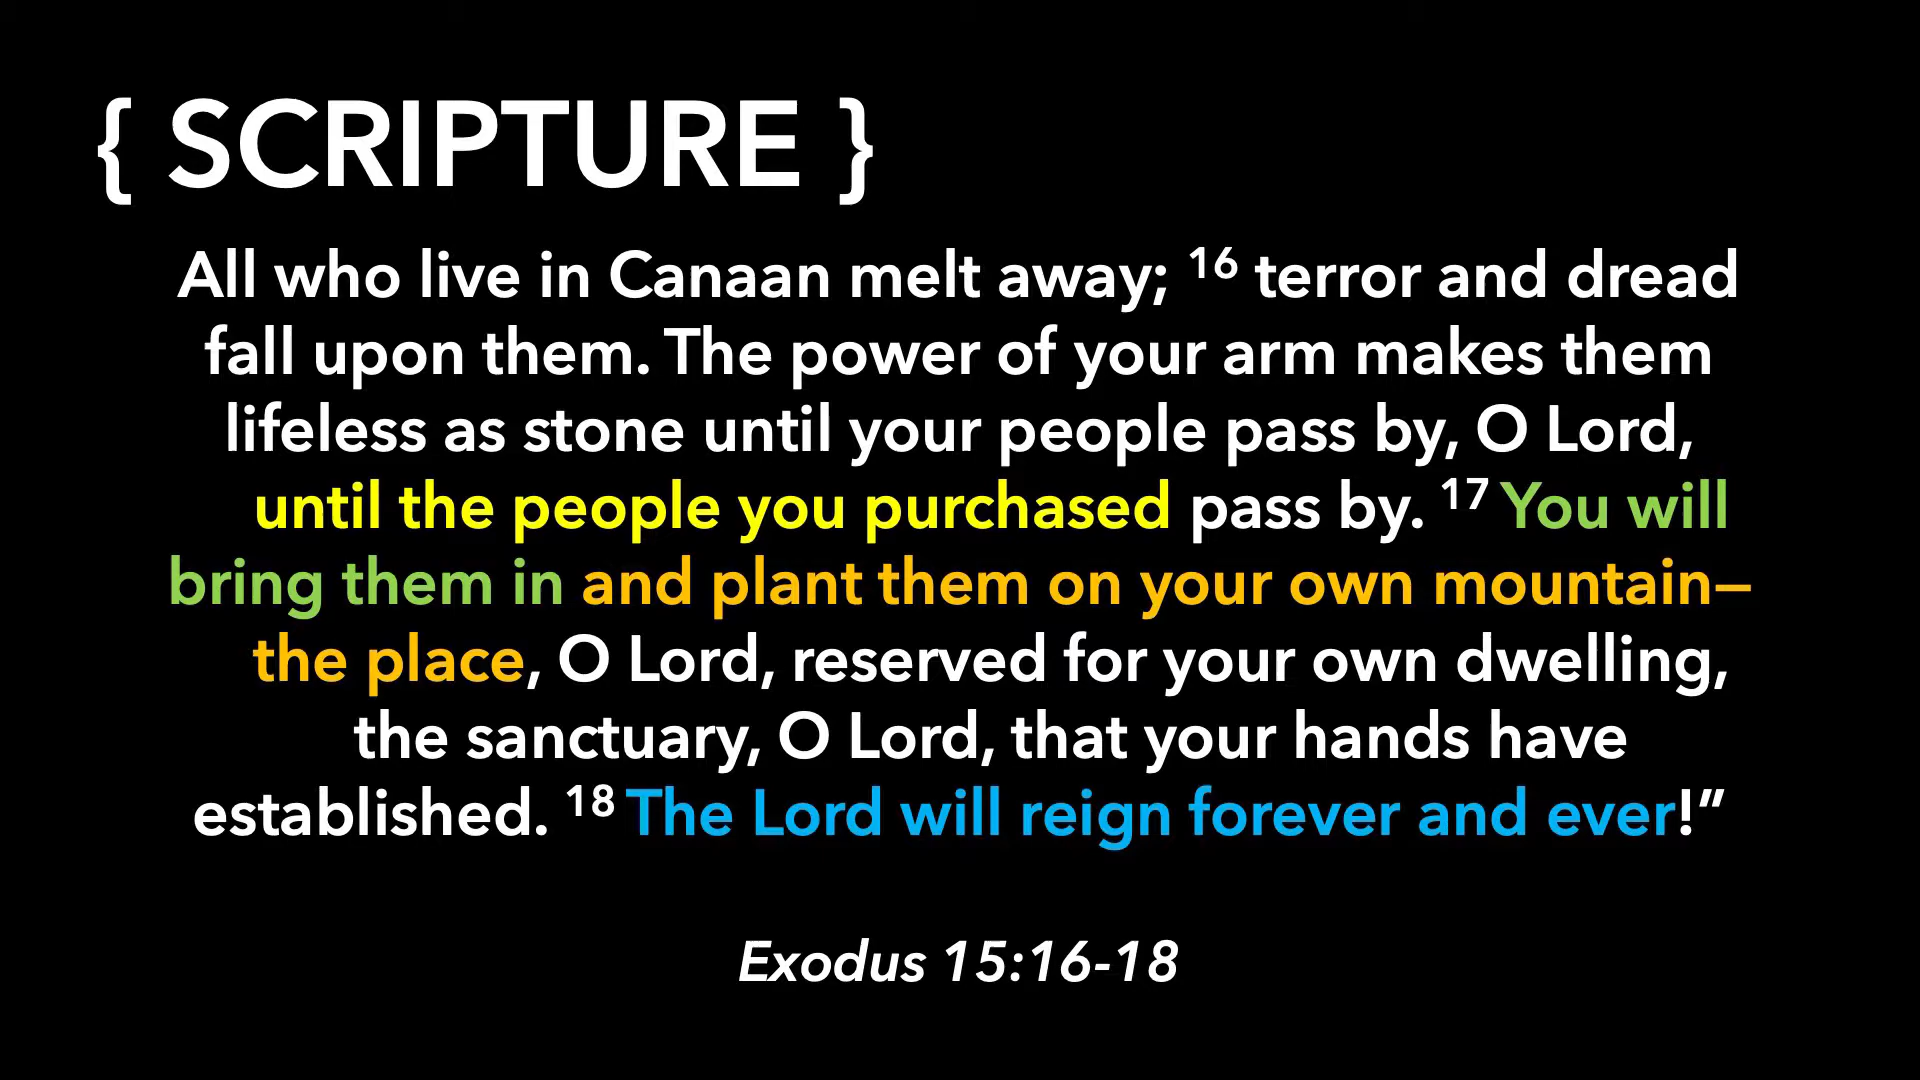 { SCRIPTURE }
All who live in Canaan melt away; 16 terror and dread
fall upon them. The power of your arm makes them
lifeless as stone until your people pass by, O Lord,
until the people you purchased pass by. 17 You will
bring them in and plant them on your own mountain—
the place, O Lord, reserved for your own dwelling,
the sanctuary, O Lord, that your hands have
established. 18 The Lord will reign forever and ever!”
Exodus 15:16-18